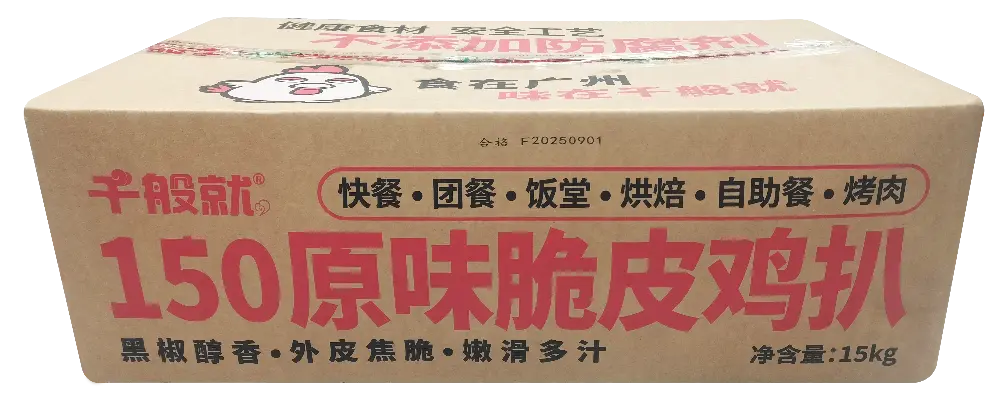 健康食材 安全工艺
不添加防腐剂
食在广州
味在千般就
合格 F20250901
千般就®
快餐·团餐·饭堂·烘焙·自助餐·烤肉
150原味脆皮鸡扒
黑椒醇香·外皮焦脆·嫩滑多汁
净含量:15kg